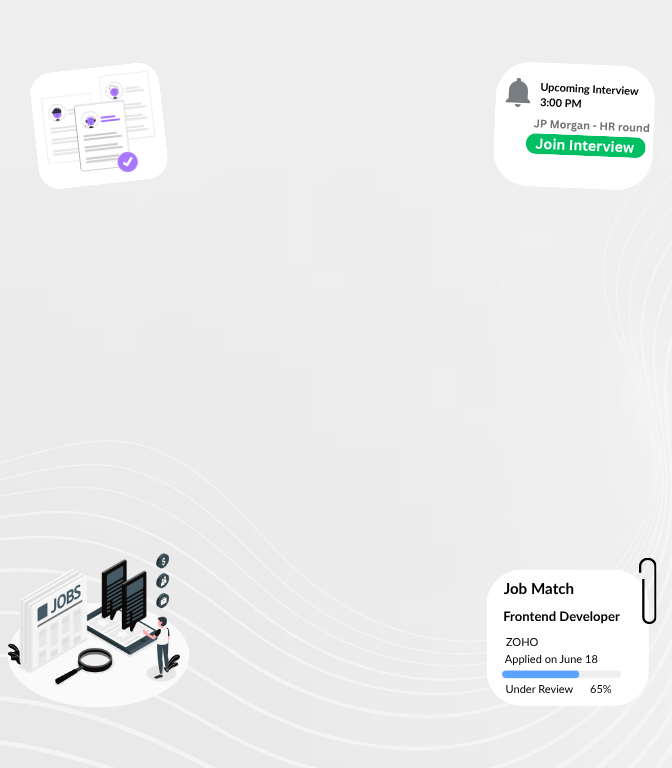 Upcoming Interview
3:00 PM
JP Morgan - HR round
Join Interview
JOBS
$
Job Match
Frontend Developer
ZOHO
Applied on June 18
Under Review 65%